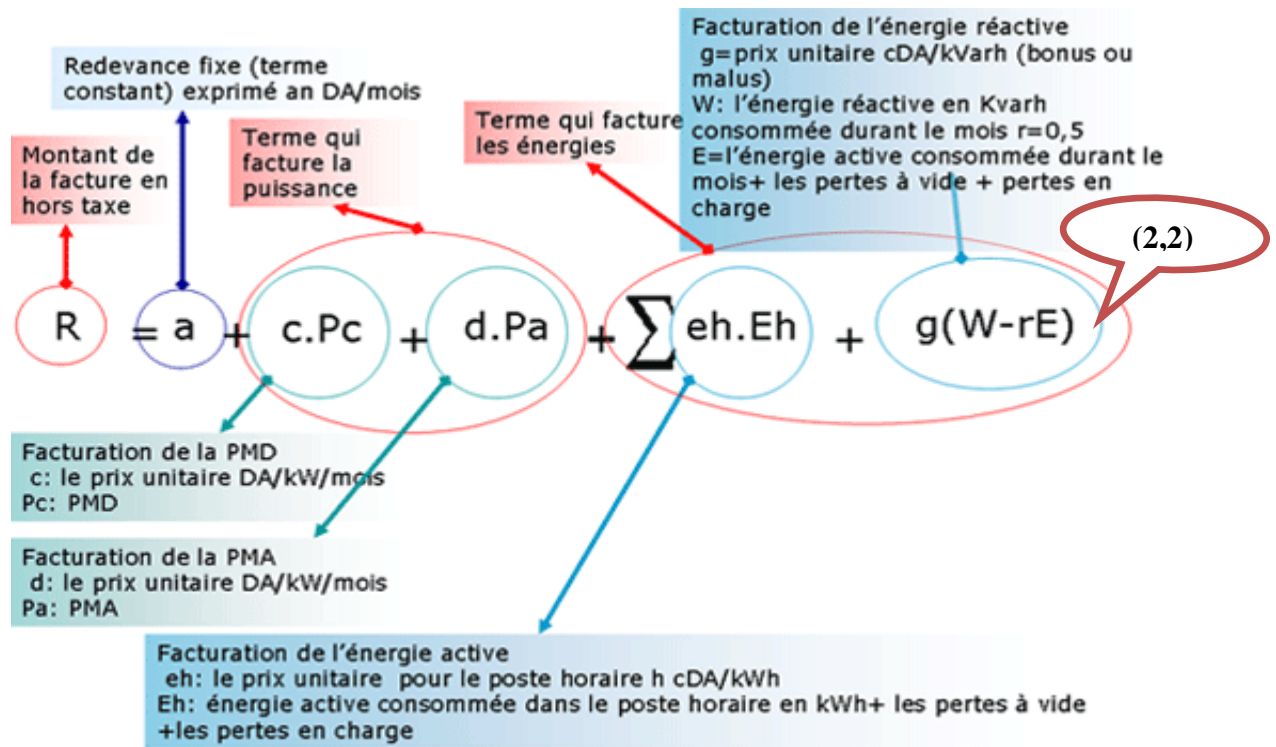 Facturation de l'énergie réactive
g=prix unitaire cDA/kVarh (bonus ou
malus)
W: l'énergie réactive en Kvarh
consommée durant le mois r=0,5
E=l'énergie active consommée durant le
mois+ les pertes à vide + pertes en
charge
Redevance fixe (terme
constant) exprimé an DA/mois
Terme qui
facture la
puissance
Terme qui facture
les énergies
Montant de
la facture en
hors taxe
(2,2)
R = a + c.Pc + d.Pa + ∑ eh.Eh + g(W-rE)
Facturation de la PMD
c: le prix unitaire DA/kW/mois
Pc: PMD
Facturation de la PMA
d: le prix unitaire DA/kW/mois
Pa: PMA
Facturation de l'énergie active
eh: le prix unitaire pour le poste horaire h cDA/kWh
Eh: énergie active consommée dans le poste horaire en kWh+ les pertes à vide
+les pertes en charge